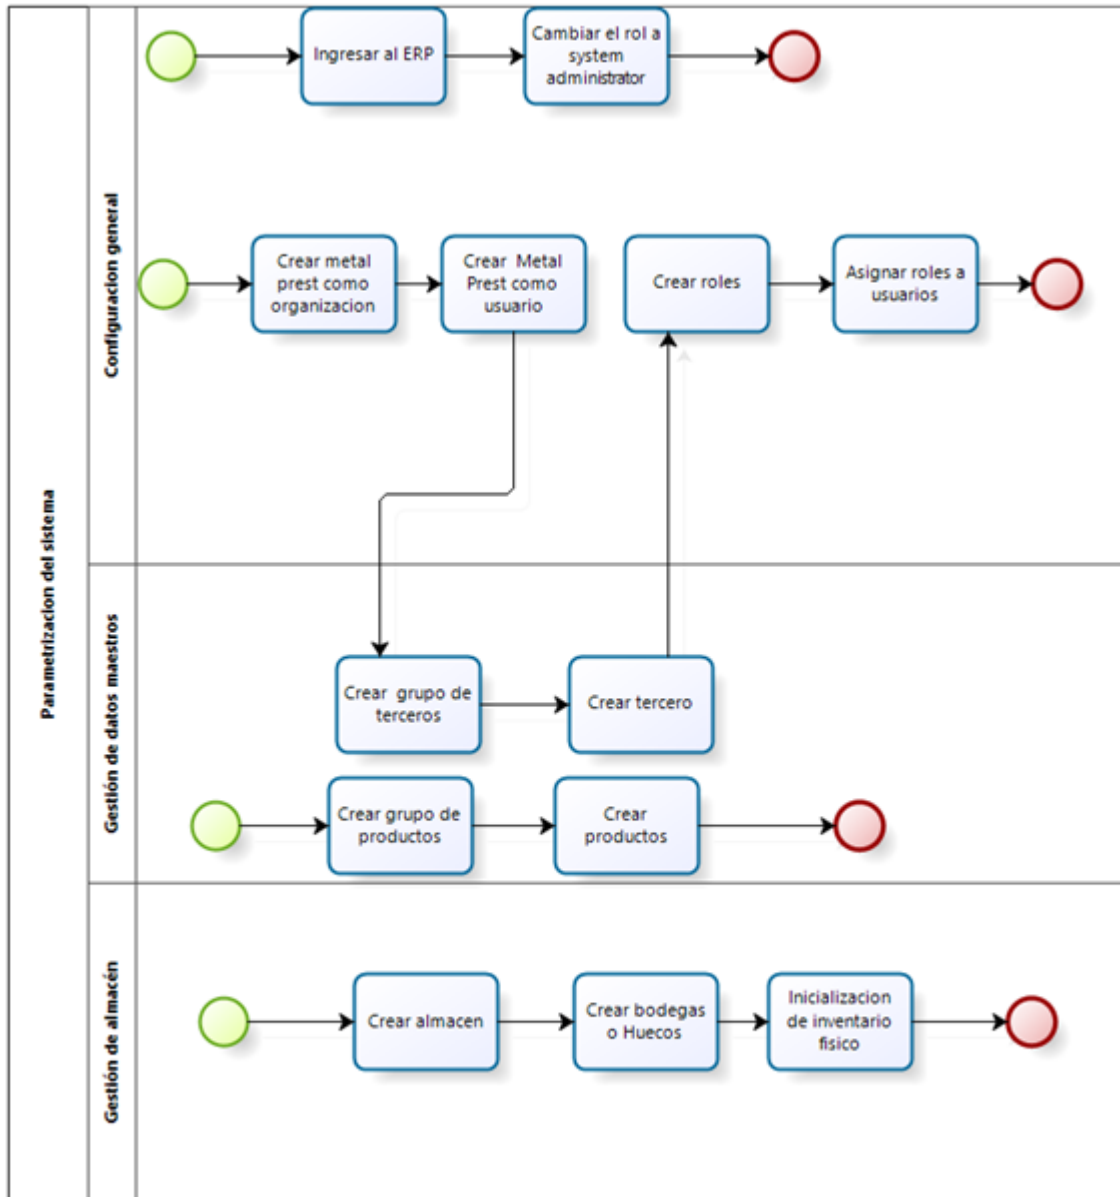 Parametrizacion del sistema
Configuracion general
Ingresar al ERP
Cambiar el rol a
system
administrator
Crear metal
prest como
organizacion
Crear Metal
Prest como
usuario
Crear roles
Asignar roles a
usuarios
Gestión de datos maestros
Crear grupo de
terceros
Crear tercero
Crear grupo de
productos
Crear
productos
Gestión de almacén
Crear almacen
Crear bodegas
o Huecos
Inicializacion
de inventario
fisico